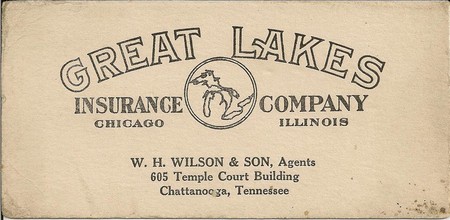 GREAT LAKES
INSURANCE COMPANY
CHICAGO ILLINOIS
W. H. WILSON & SON, Agents
605 Temple Court Building
Chattanooga, Tennessee